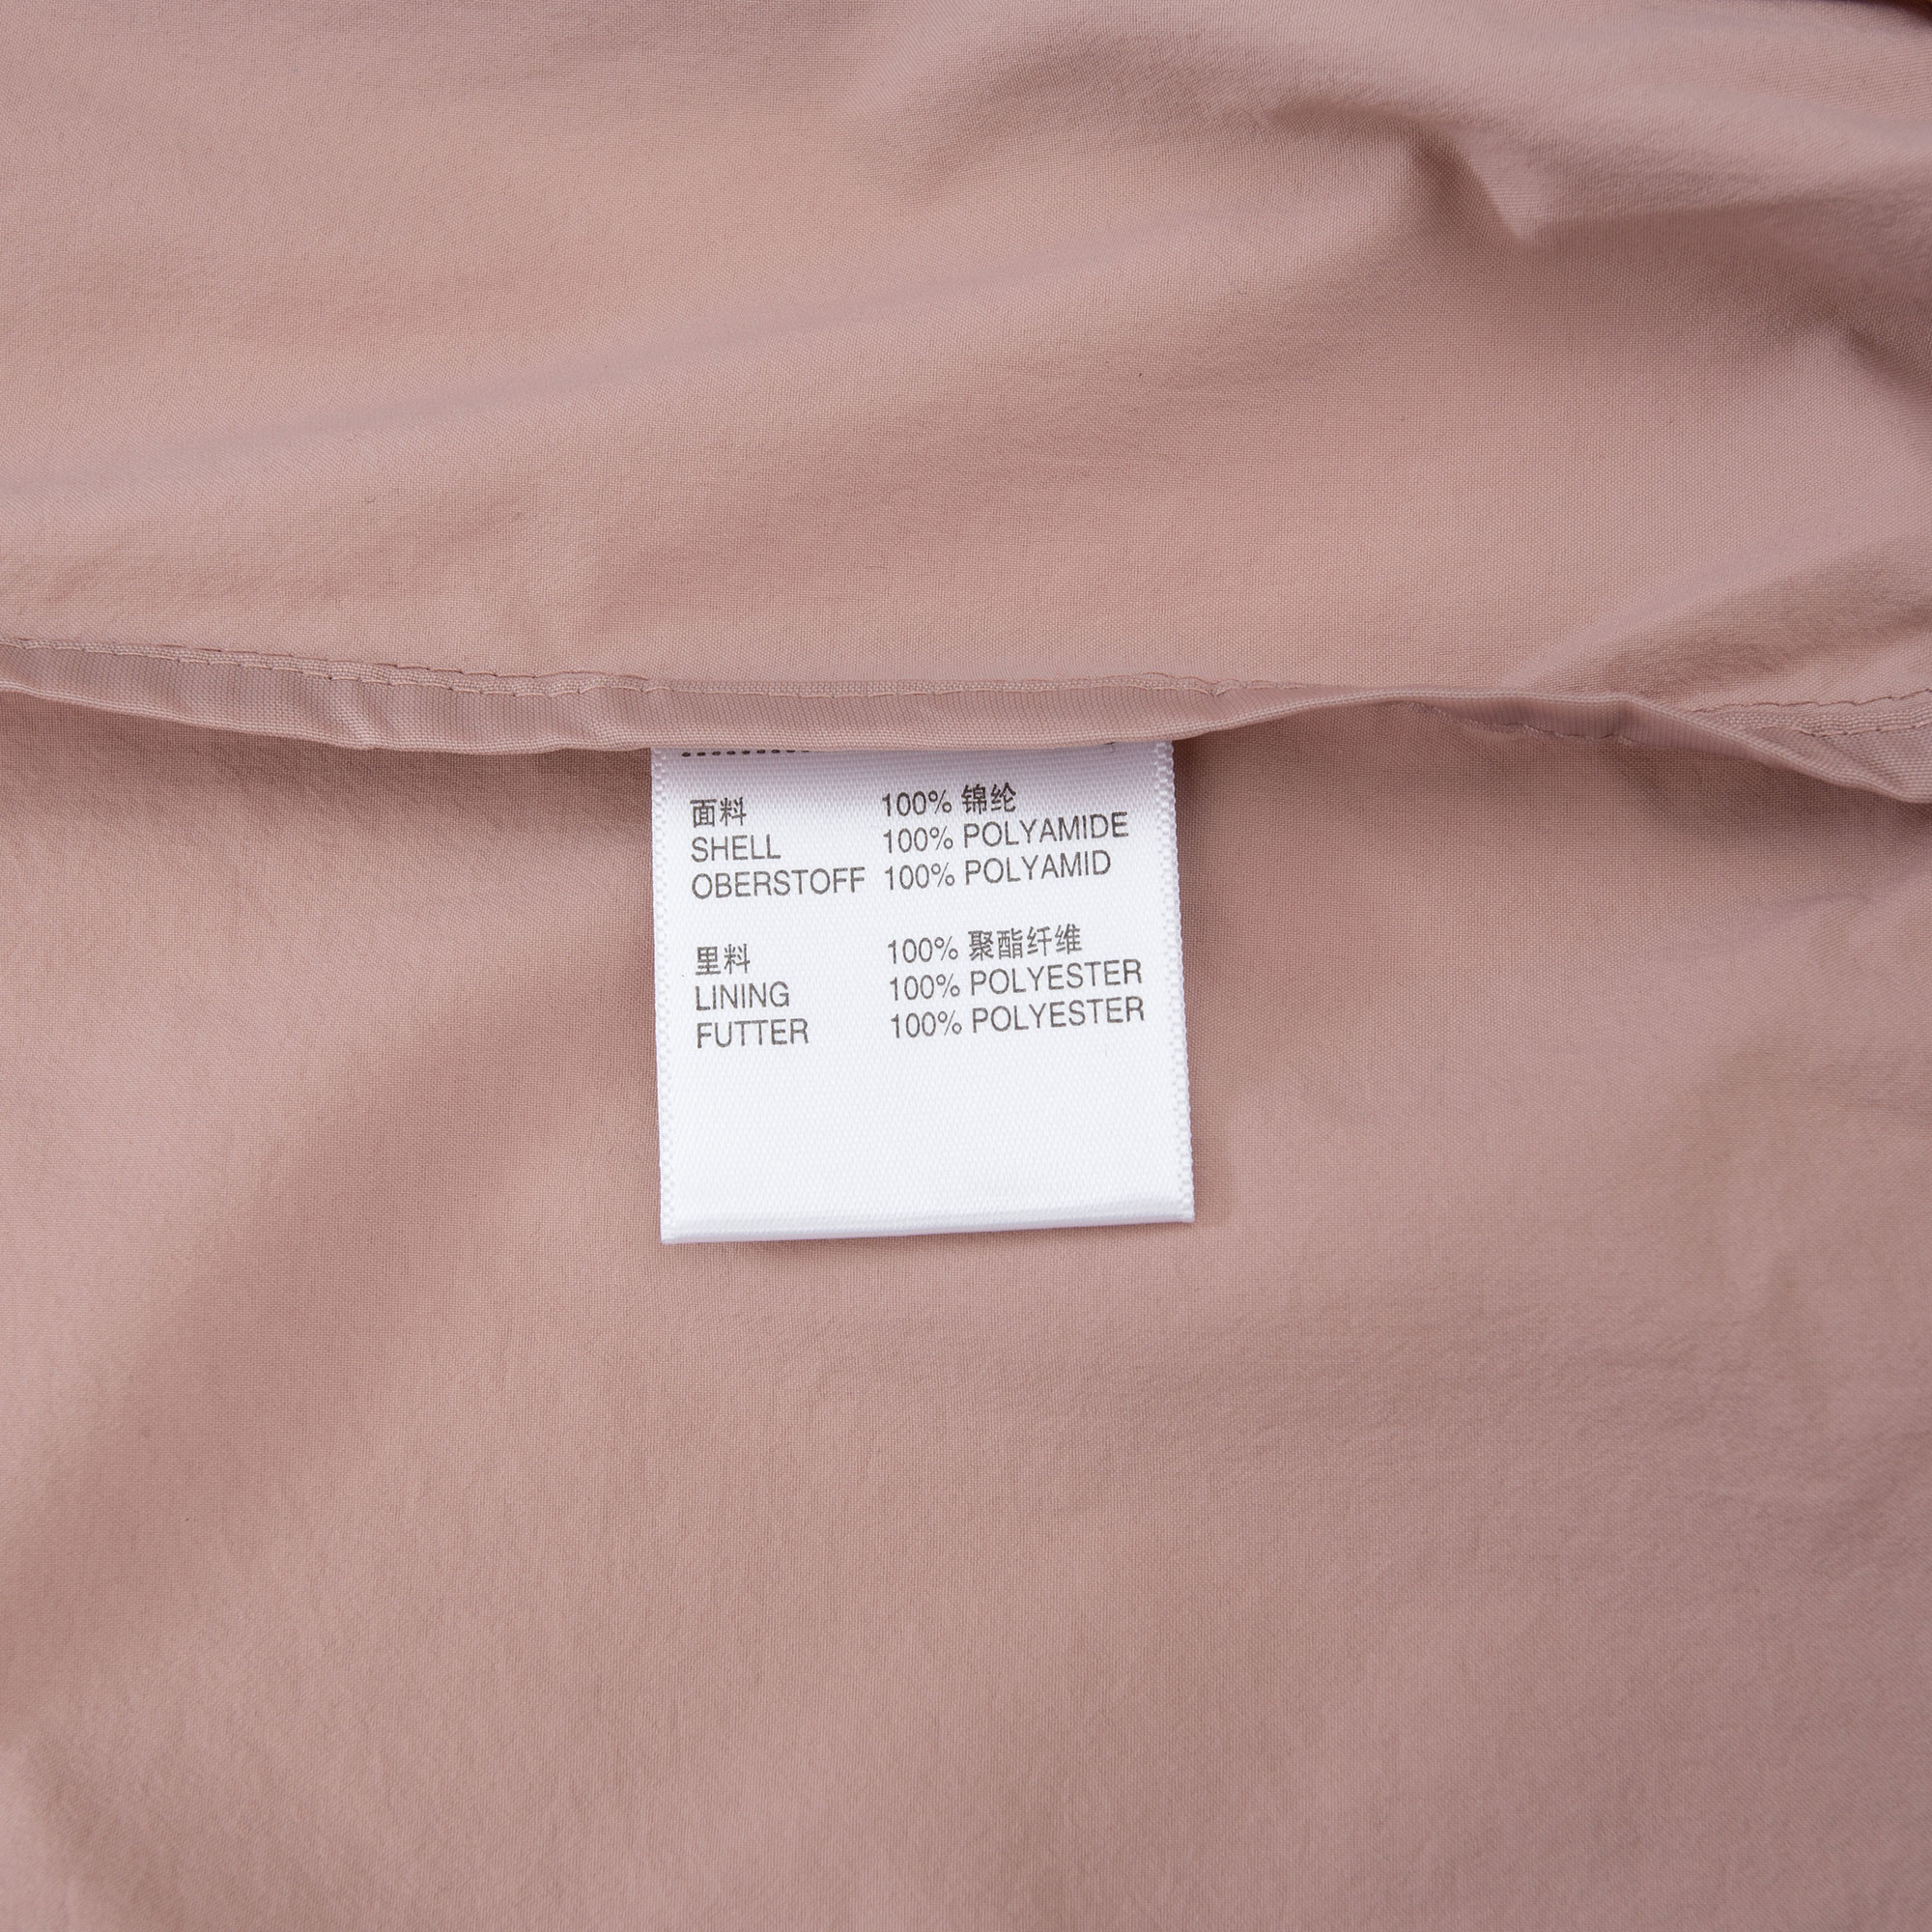 面料 100% 锦纶
SHELL 100% POLYAMIDE
OBERSTOFF 100% POLYAMID
里料 100% 聚酯纤维
LINING 100% POLYESTER
FUTTER 100% POLYESTER